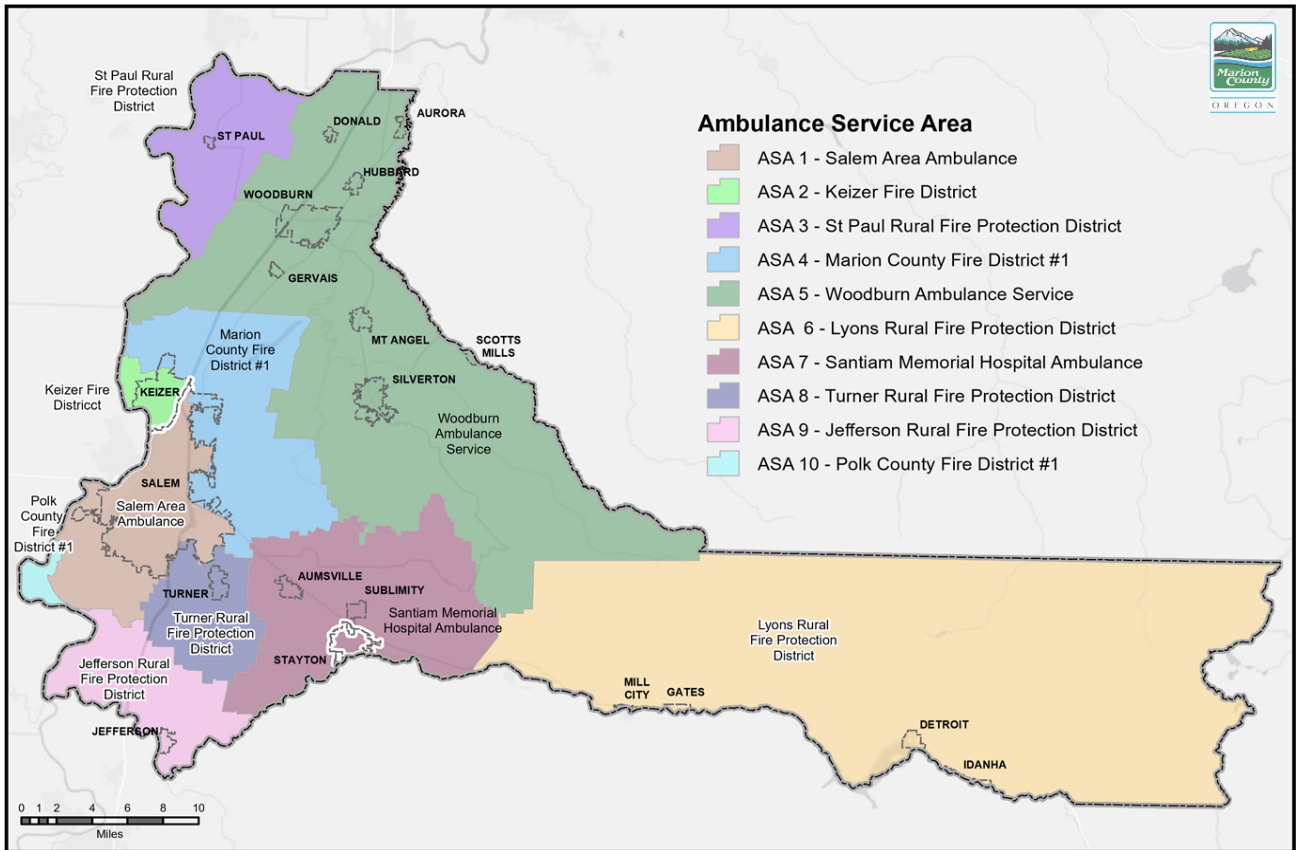 St Paul Rural
Fire Protection
District
ST PAUL
DONALD
AURORA
HUBBARD
WOODBURN
GERVAIS
MT ANGEL
SCOTTS
MILLS
SILVERTON
Woodburn
Ambulance
Service
Marion
County Fire
District #1
Keizer Fire
Districct
KEIZER
SALEM
Salem Area
Ambulance
Polk
County
Fire
District #1
TURNER
Turner Rural
Fire Protection
District
AUMSVILLE
SUBLIMITY
Santiam Memorial
Hospital Ambulance
STAYTON
Jefferson Rural
Fire Protection
District
JEFFERSON
Lyons Rural
Fire Protection
District
MILL
CITY
GATES
DETROIT
IDANHA
Marion
County
OREGON
Ambulance Service Area
ASA 1 - Salem Area Ambulance
ASA 2 - Keizer Fire District
ASA 3 - St Paul Rural Fire Protection District
ASA 4 - Marion County Fire District #1
ASA 5 - Woodburn Ambulance Service
ASA 6 - Lyons Rural Fire Protection District
ASA 7 - Santiam Memorial Hospital Ambulance
ASA 8 - Turner Rural Fire Protection District
ASA 9 - Jefferson Rural Fire Protection District
ASA 10 - Polk County Fire District #1
0 1 2 4 6 8 10
Miles